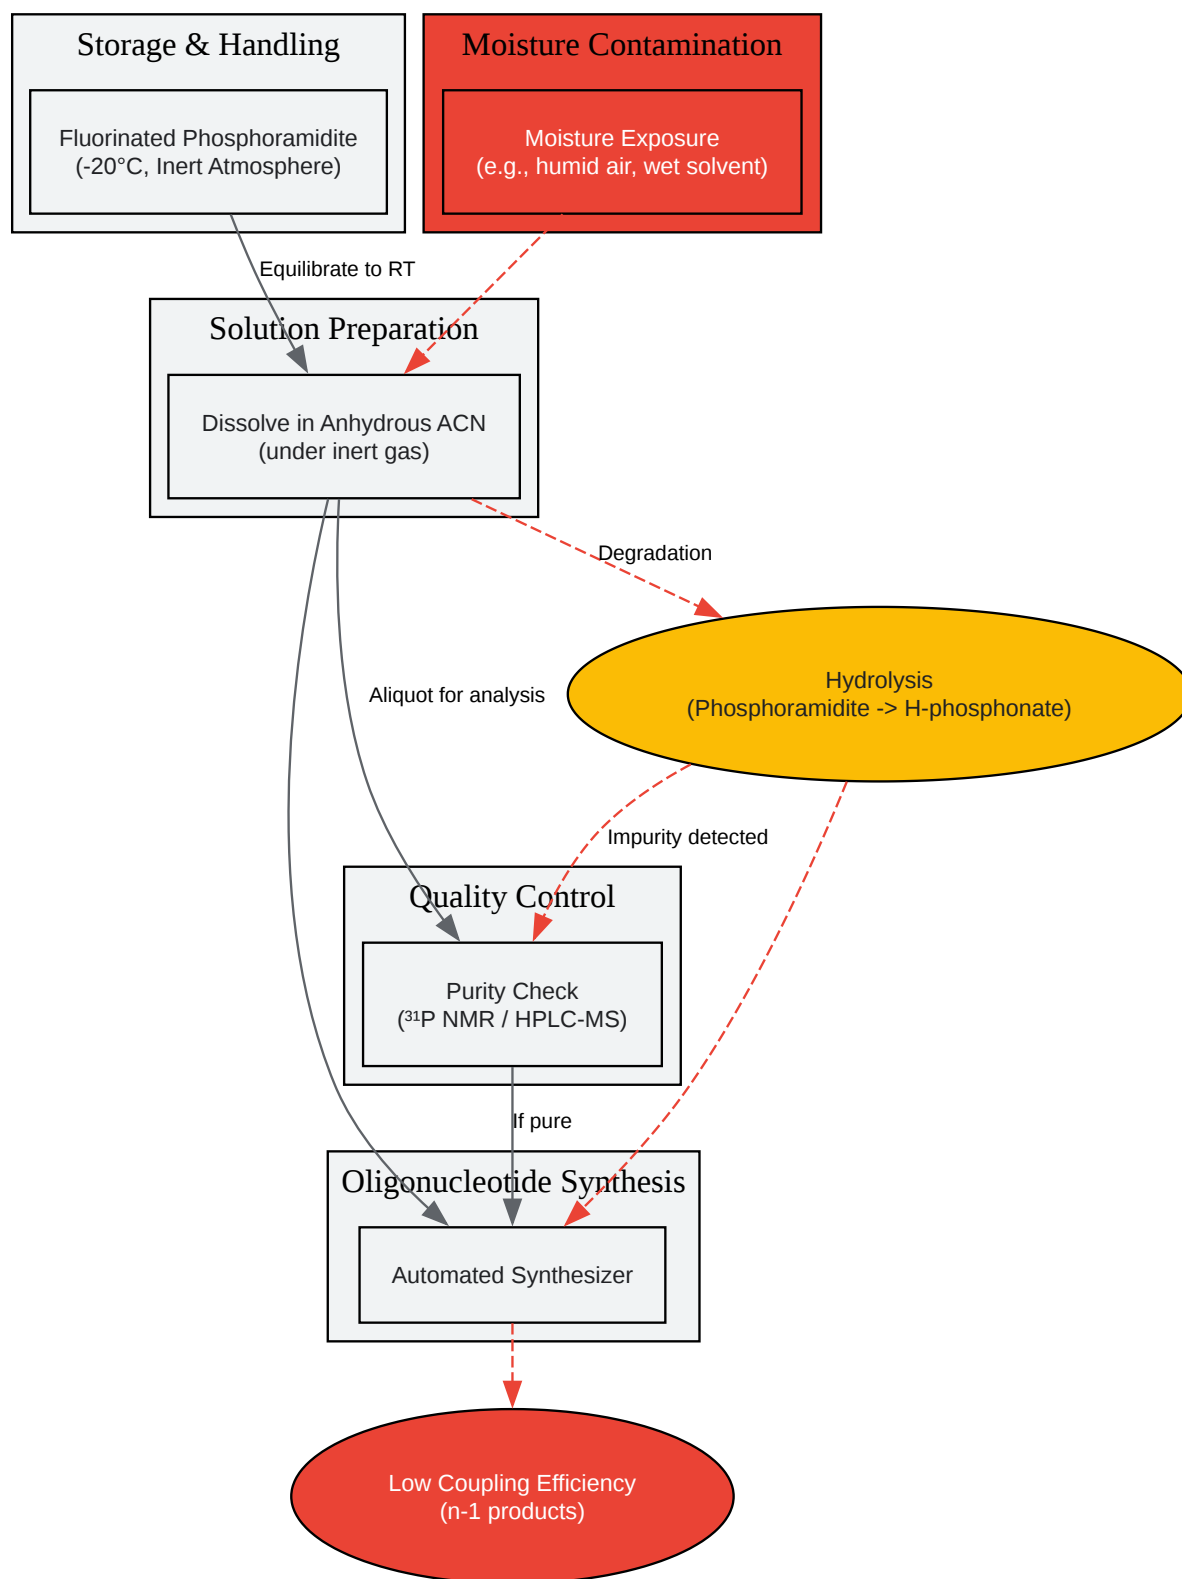 Storage & Handling
Moisture Contamination
Fluorinated Phosphoramidite
(-20°C, Inert Atmosphere)
Moisture Exposure
(e.g., humid air, wet solvent)
Equilibrate to RT
Solution Preparation
Dissolve in Anhydrous ACN
(under inert gas)
Degradation
Hydrolysis
(Phosphoramidite -> H-phosphonate)
Aliquot for analysis
Impurity detected
Quality Control
Purity Check
(³¹P NMR / HPLC-MS)
If pure
Oligonucleotide Synthesis
Automated Synthesizer
Low Coupling Efficiency
(n-1 products)